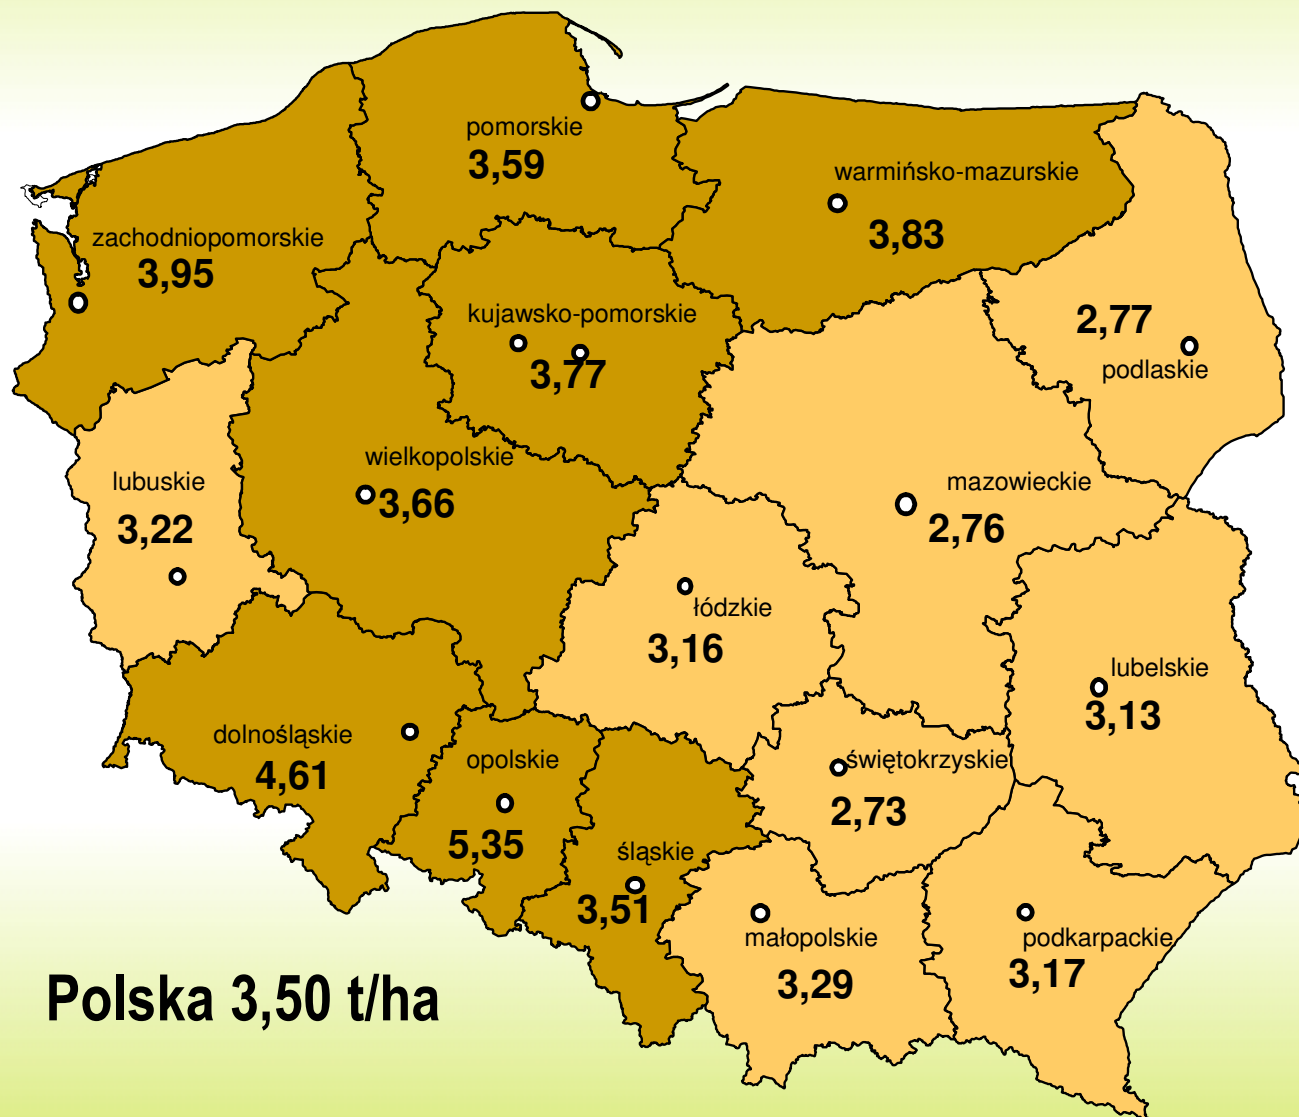 pomorskie
3,59
warmińsko-mazurskie
3,83
zachodniopomorskie
3,95
kujawsko-pomorskie
3,77
2,77
podlaskie
wielkopolskie
3,66
lubuskie
3,22
mazowieckie
2,76
łódzkie
3,16
lubelskie
3,13
dolnośląskie
4,61
opolskie
5,35
świętokrzyskie
2,73
śląskie
3,51
małopolskie
3,29
podkarpackie
3,17
Polska 3,50 t/ha